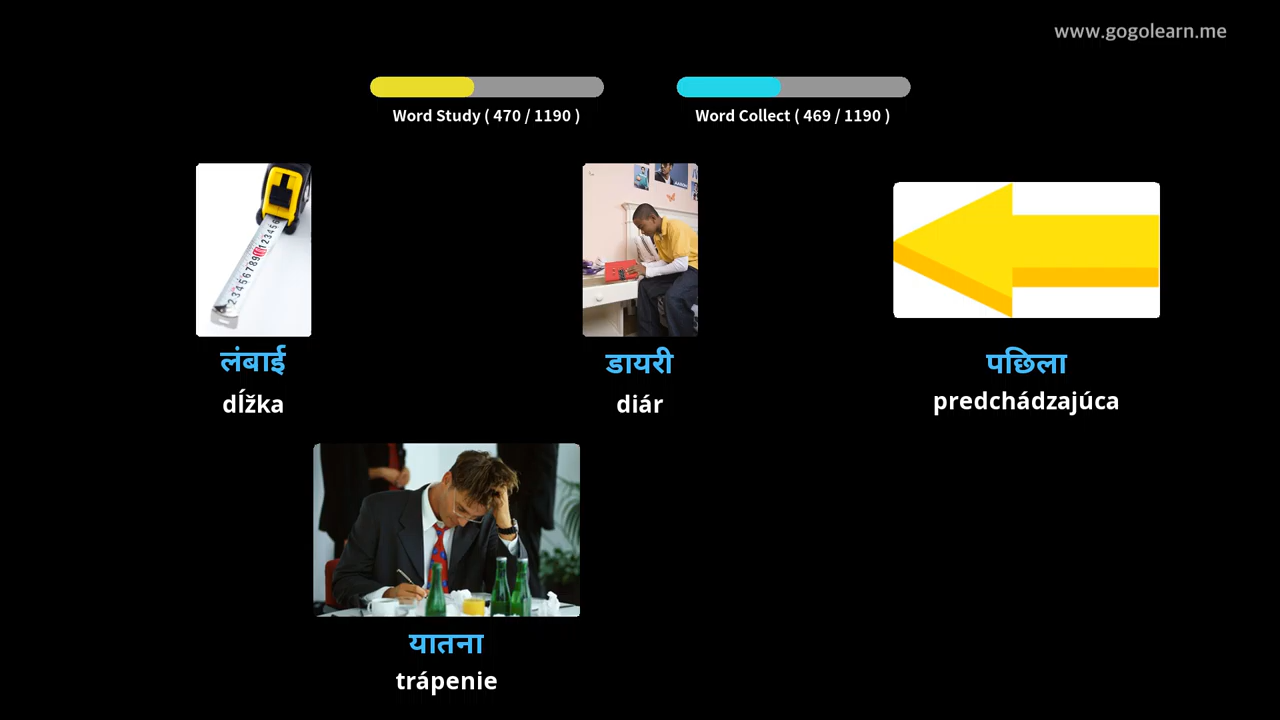 www.gogolearn.me
Word Study ( 470 / 1190 )
Word Collect ( 469 / 1190 )
लंबाई
dĺžka
डायरी
diár
पछिला
predchádzajúca
यातना
trápenie